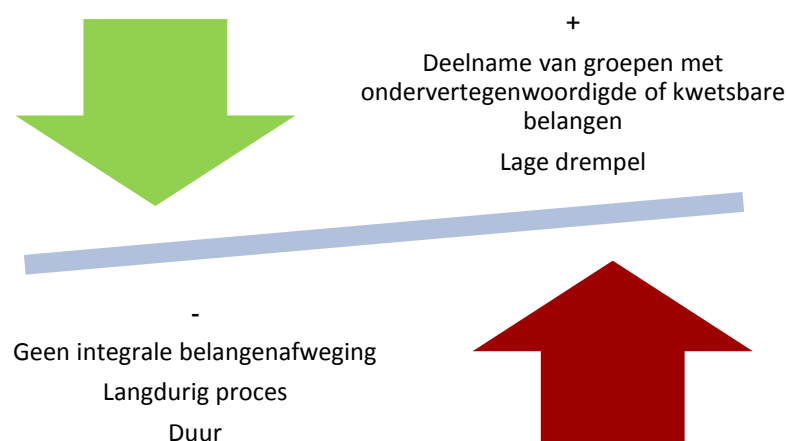 +
Deelname van groepen met
ondervertegenwoordigde of kwetsbare
belangen
Lage drempel
-
Geen integrale belangenafweging
Langdurig proces
Duur